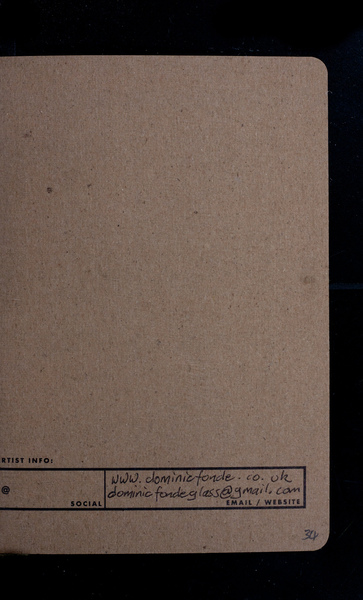 RTIST INFO:
www.dominicfonde.co.uk
@
dominicfondeglass@gmail.com
SOCIAL
EMAIL / WEBSITE
34